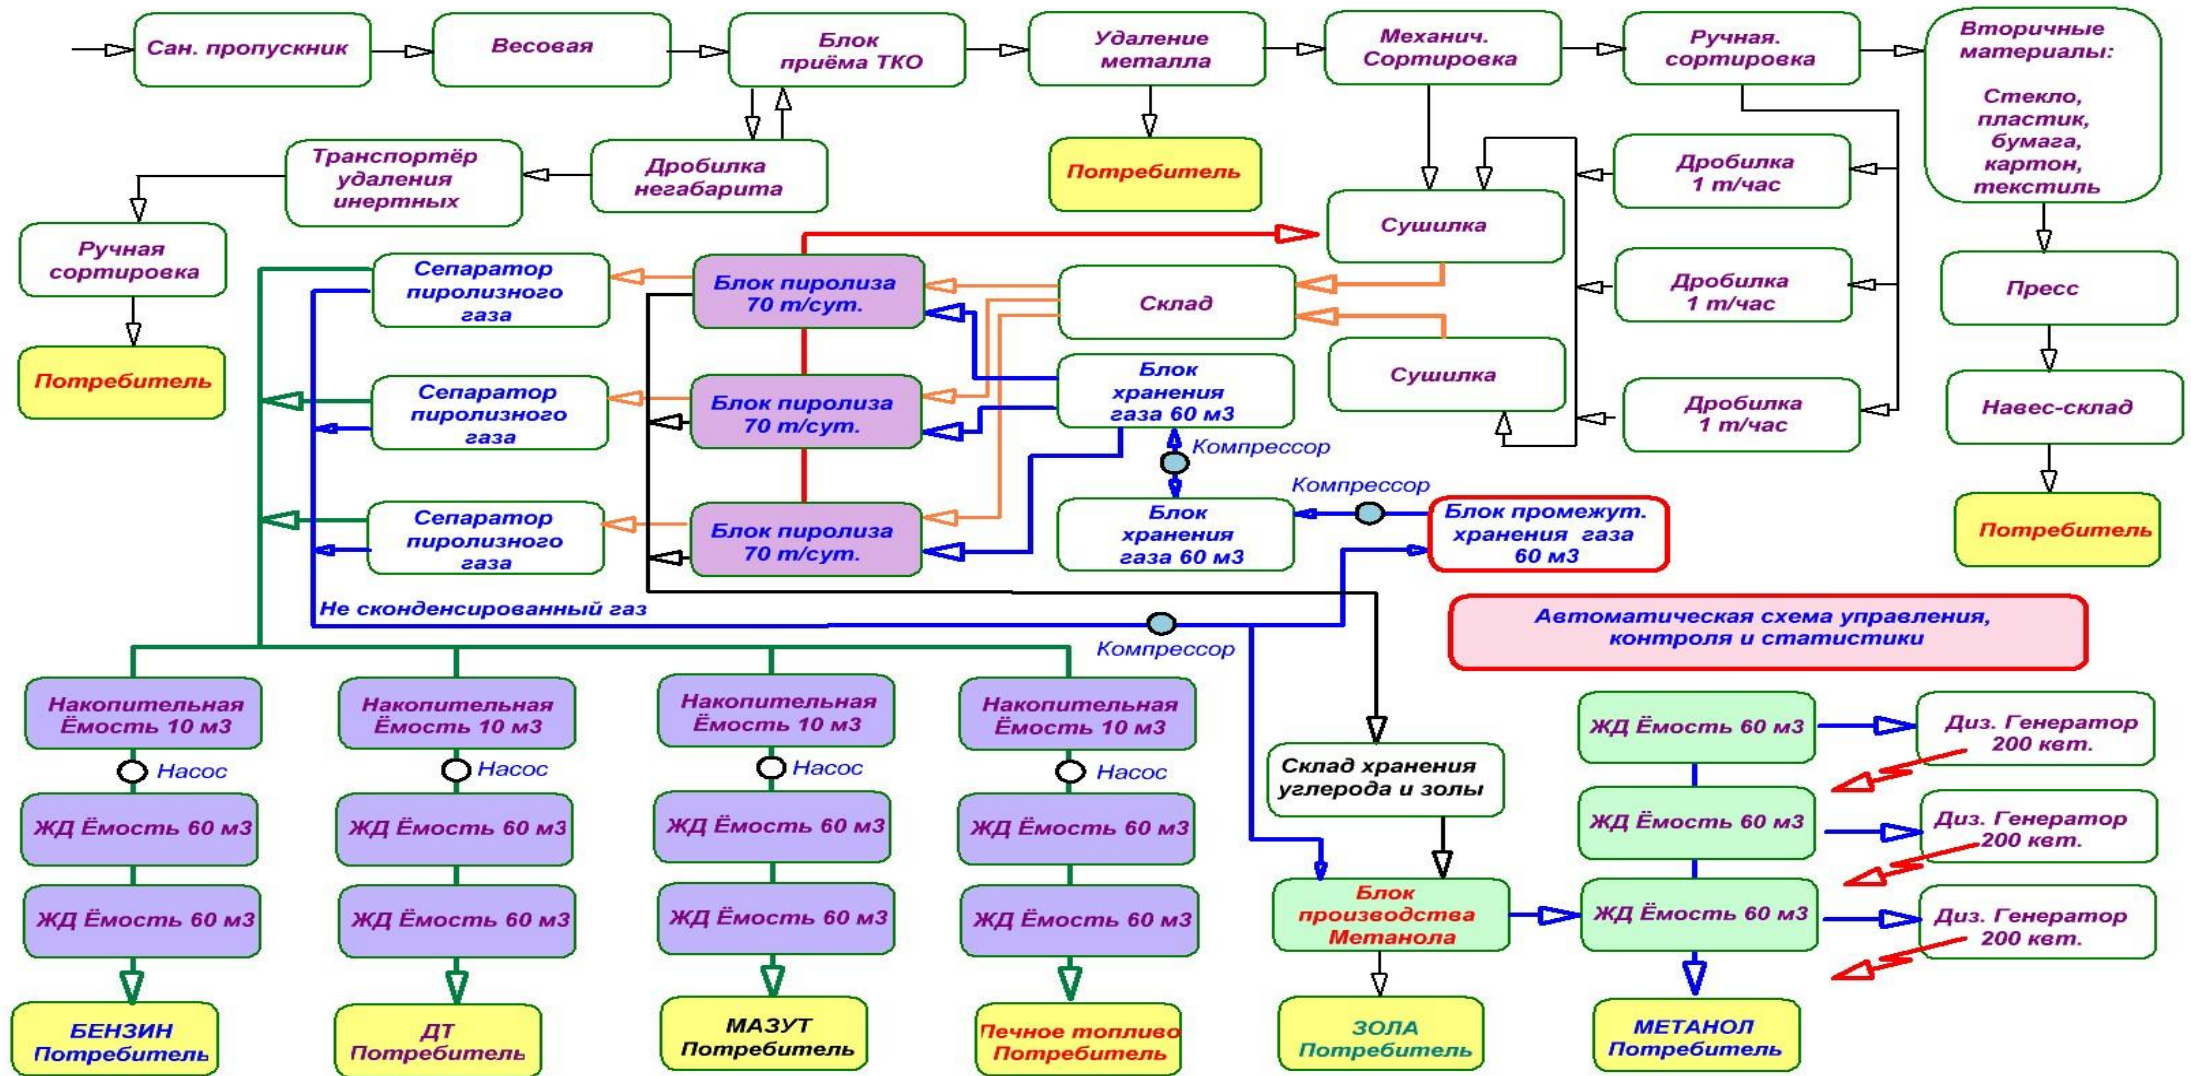 Сан. пропускник
Весовая
Блок
приёма ТКО
Удаление
металла
Механич.
Сортировка
Ручная.
сортировка
Вторичные
материалы:
Стекло,
пластик,
бумага,
картон,
текстиль
Транспортёр
удаления
инертных
Дробилка
негабарита
Потребитель
Дробилка
1 т/час
Ручная
сортировка
Сушилка
Сепаратор
пиролизного
газа
Блок пиролиза
70 т/сут.
Склад
Дробилка
1 т/час
Пресс
Потребитель
Сепаратор
пиролизного
газа
Блок пиролиза
70 т/сут.
Блок
хранения
газа 60 м3
Сушилка
Дробилка
1 т/час
Навес-склад
Компрессор
Компрессор
Сепаратор
пиролизного
газа
Блок пиролиза
70 т/сут.
Блок
хранения
газа 60 м3
Блок промежут.
хранения газа
60 м3
Потребитель
Не сконденсированный газ
Компрессор
Автоматическая схема управления,
контроля и статистики
Накопительная
Ёмость 10 м3
Накопительная
Ёмость 10 м3
Накопительная
Ёмость 10 м3
Накопительная
Ёмость 10 м3
ЖД Ёмость 60 м3
Диз. Генератор
200 квт.
Насос
Насос
Насос
Насос
Склад хранения
углерода и золы
ЖД Ёмость 60 м3
ЖД Ёмость 60 м3
ЖД Ёмость 60 м3
ЖД Ёмость 60 м3
ЖД Ёмость 60 м3
Диз. Генератор
200 квт.
ЖД Ёмость 60 м3
ЖД Ёмость 60 м3
ЖД Ёмость 60 м3
ЖД Ёмость 60 м3
Блок
производства
Метанола
ЖД Ёмость 60 м3
Диз. Генератор
200 квт.
БЕНЗИН
Потребитель
ДТ
Потребитель
МАЗУТ
Потребитель
Печное топливо
Потребитель
ЗОЛА
Потребитель
МЕТАНОЛ
Потребитель